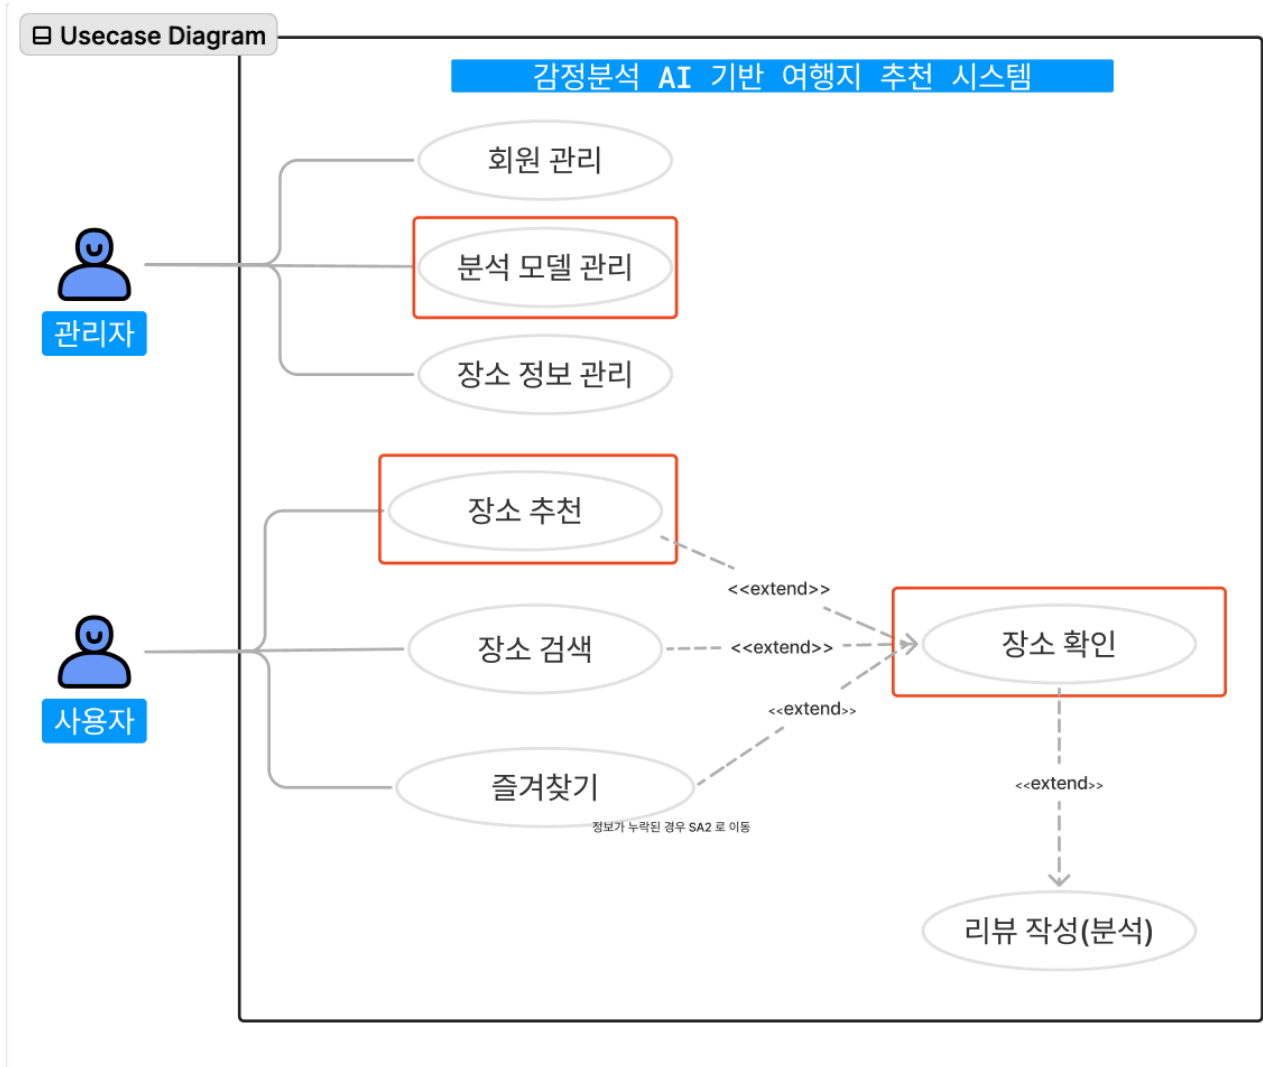 Usecase Diagram
감정분석 AI 기반 여행지 추천 시스템
회원 관리
분석 모델 관리
관리자
장소 정보 관리
장소 추천
<<extend>>
장소 검색
<<extend>>
장소 확인
사용자
<<extend>>
즐겨찾기
<<extend>>
정보가 누락된 경우 SA2 로 이동
리뷰 작성(분석)